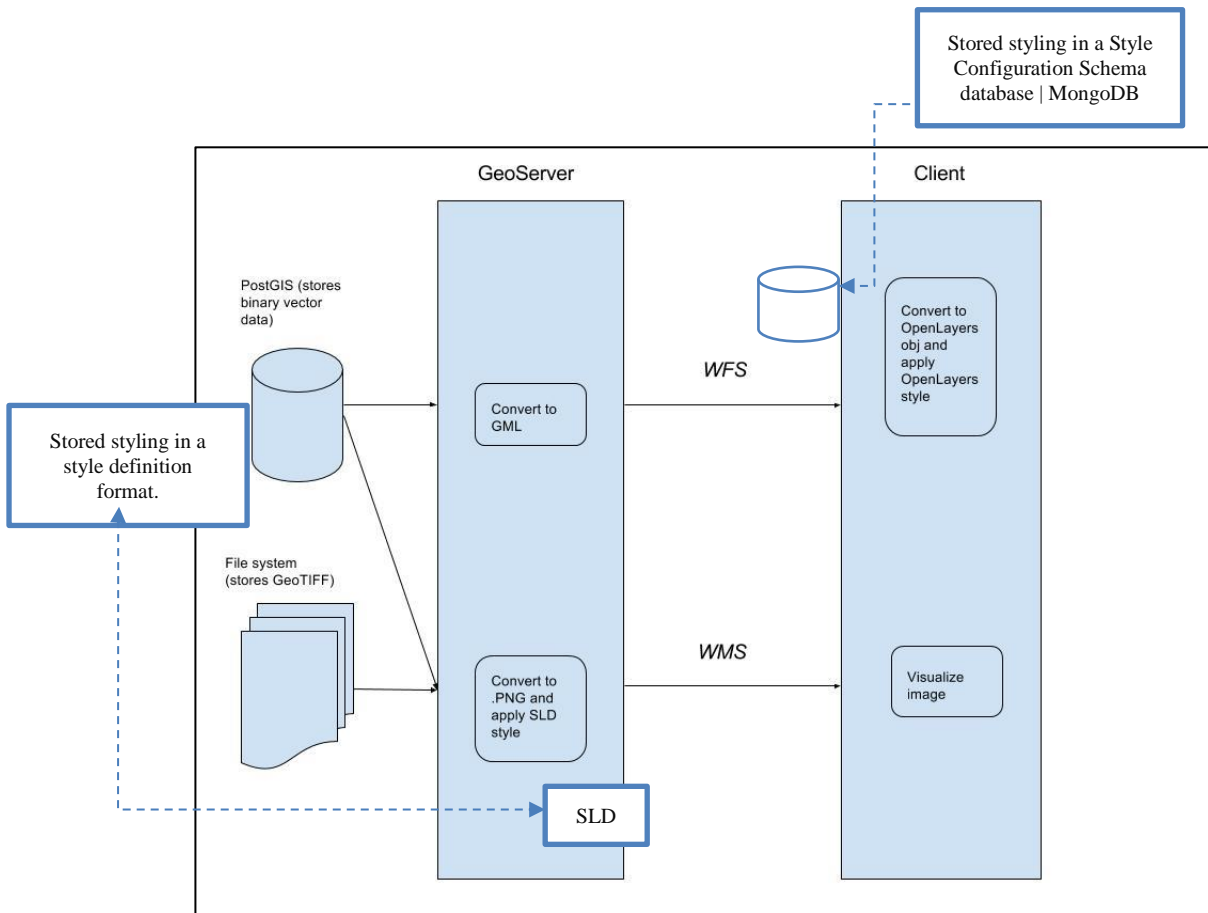 Stored styling in a
Style
Configuration Schema
database | MongoDB
GeoServer
Client
PostGIS (stores
binary vector
data)
Convert to
OpenLayers
obj and
apply
OpenLayers
style
WFS
Convert to
GML
Stored styling in a
style definition
format.
File system
(stores GeoTIFF)
WMS
Convert to
.PNG and
apply SLD
style
Visualize
image
SLD